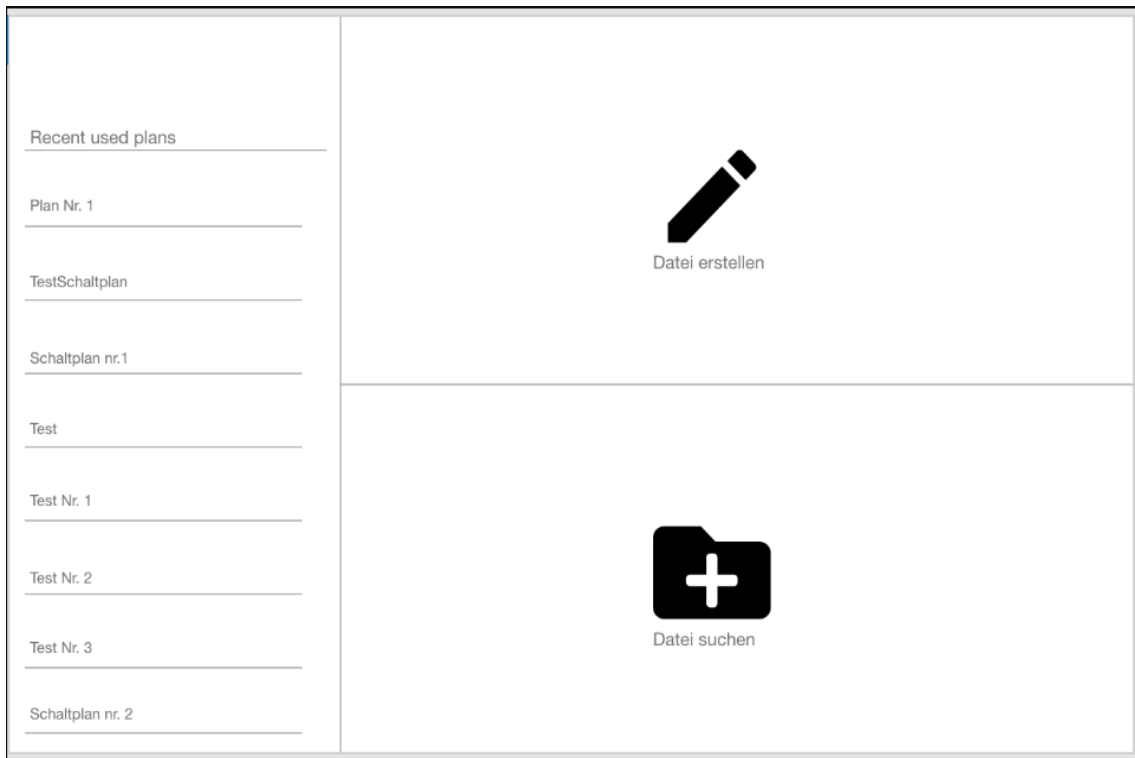 Recent used plans
Plan Nr. 1
TestSchaltplan
Schaltplan nr.1
Test
Test Nr. 1
Test Nr. 2
Test Nr. 3
Schaltplan nr. 2
Datei erstellen
Datei suchen